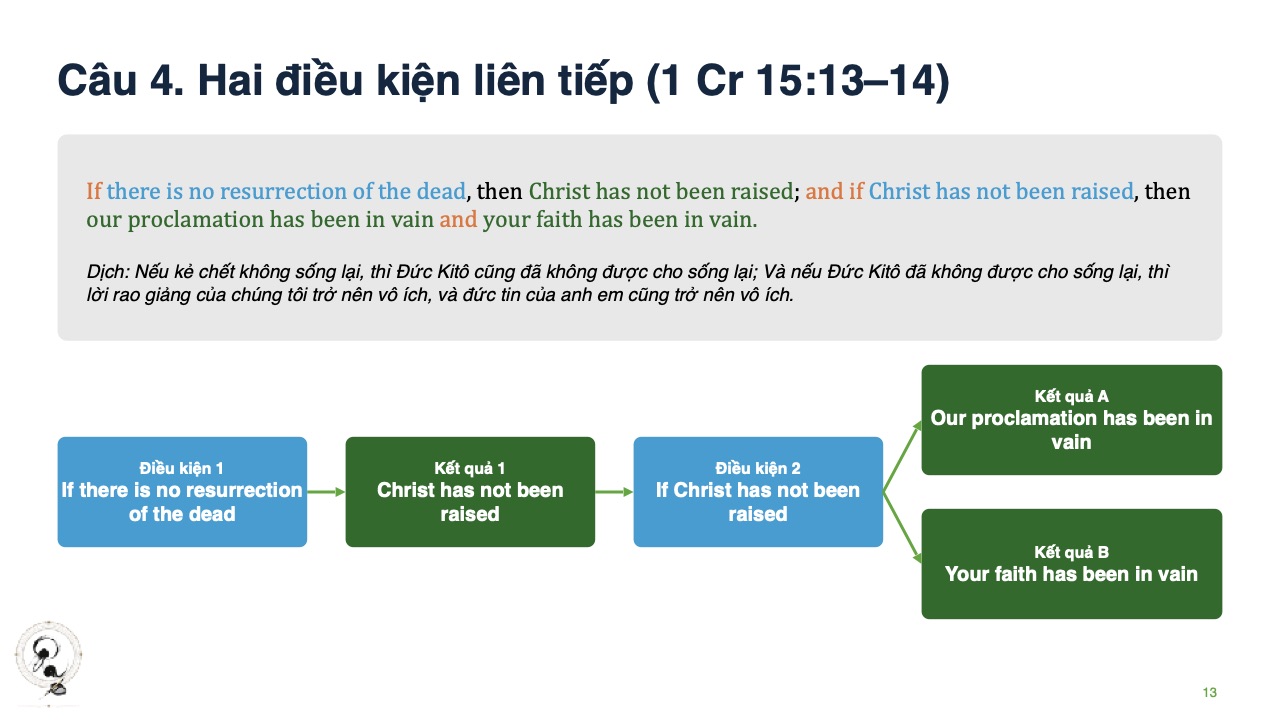 Câu 4. Hai điều kiện liên tiếp (1 Cr 15:13–14)
If there is no resurrection of the dead, then Christ has not been raised; and if Christ has not been raised, then
our proclamation has been in vain and your faith has been in vain.
Dịch: Nếu kẻ chết không sống lại, thì Đức Kitô cũng đã không được cho sống lại; Và nếu Đức Kitô đã không được cho sống lại, thì
lời rao giảng của chúng tôi trở nên vô ích, và đức tin của anh em cũng trở nên vô ích.
Điều kiện 1
If there is no resurrection
of the dead
Kết quả 1
Christ has not been
raised
Điều kiện 2
If Christ has not been
raised
Kết quả A
Our proclamation has been in
vain
Kết quả B
Your faith has been in vain
13